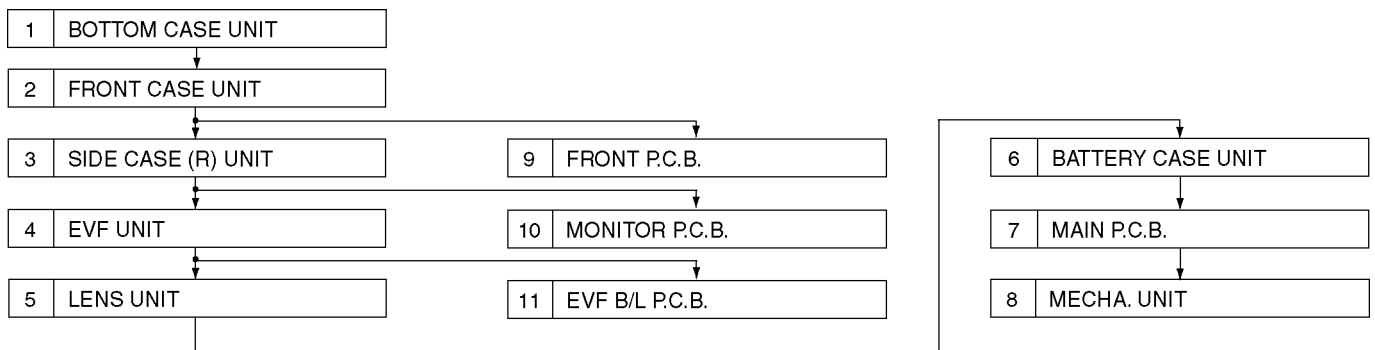 1 BOTTOM CASE UNIT
2 FRONT CASE UNIT
3 SIDE CASE (R) UNIT
4 EVF UNIT
5 LENS UNIT
9 FRONT P.C.B.
10 MONITOR P.C.B.
11 EVF B/L P.C.B.
6 BATTERY CASE UNIT
7 MAIN P.C.B.
8 MECHA. UNIT